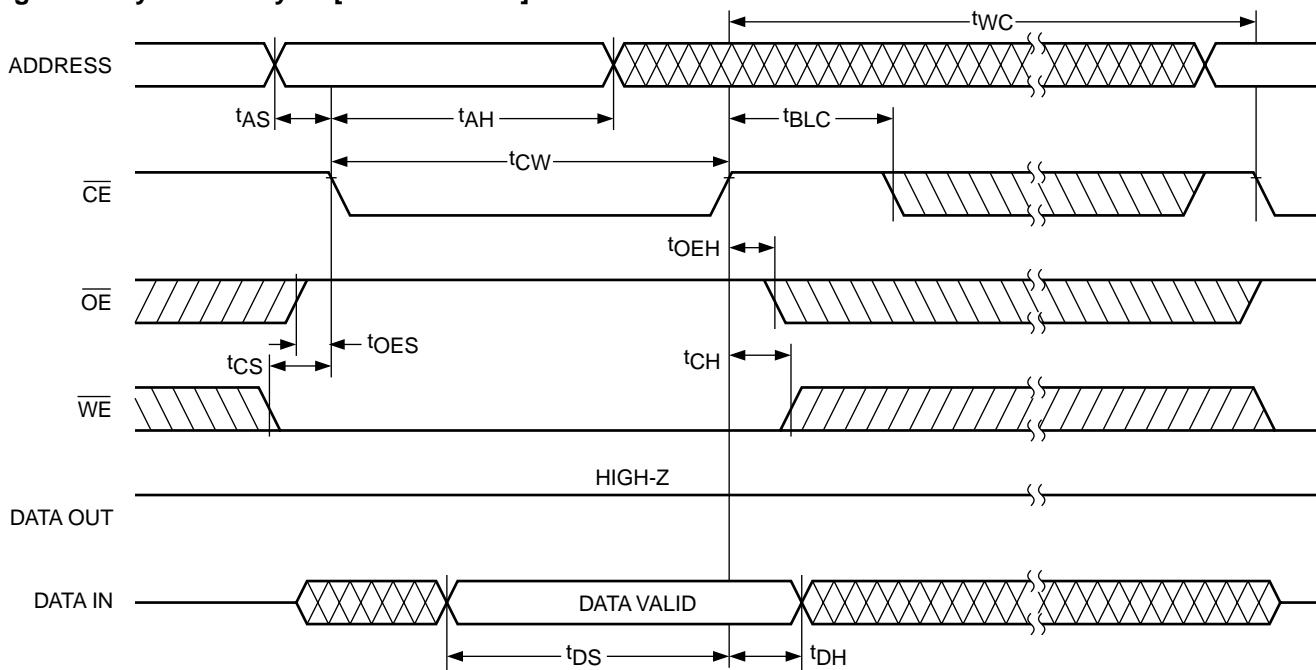 tWC
ADDRESS
tAS
tAH
tBLC
tCW
CE
tOEH
OE
tOES
tCS
tCH
WE
HIGH-Z
DATA OUT
DATA IN
DATA VALID
tDS
tDH